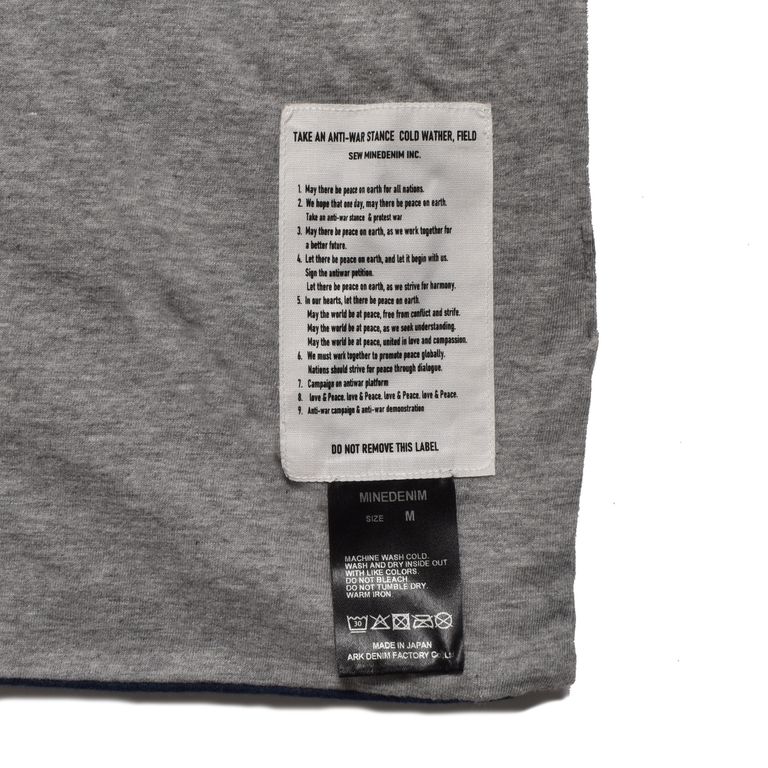 TAKE AN ANTI-WAR STANCE COLD WATHER, FIELD
SEW MINEDENIM INC.
1. May there be peace on earth for all nations.
2. We hope that one day, may there be peace on earth.
Take an anti-war stance & protest war
3. May there be peace on earth, as we work together for
a better future.
4. Let there be peace on earth, and let it begin with us.
Sign the antiwar petition.
Let there be peace on earth, as we strive for harmony.
5. In our hearts, let there be peace on earth.
May the world be at peace, free from conflict and strife.
May the world be at peace, as we seek understanding.
May the world be at peace, united in love and compassion.
6. We must work together to promote peace globally.
Nations should strive for peace through dialogue.
7. Campaign on antiwar platform
8. love & Peace. love & Peace. love & Peace. love & Peace.
9. Anti-war campaign & anti-war demonstration
DO NOT REMOVE THIS LABEL
MINEDENIM
SIZE M
MACHINE WASH COLD.
WASH AND DRY INSIDE OUT
WITH LIKE COLORS.
DO NOT BLEACH.
DO NOT TUMBLE DRY.
WARM IRON.
30
MADE IN JAPAN
ARK DENIM FACTORY Co.Ltd